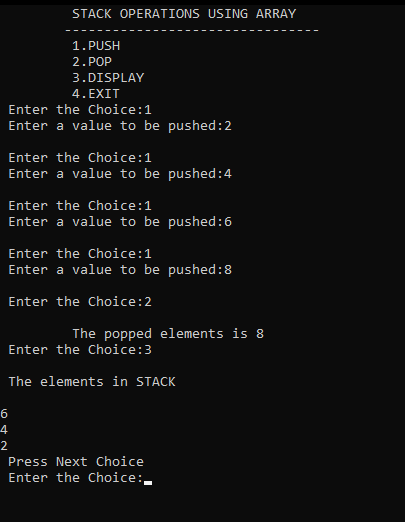 STACK OPERATIONS USING ARRAY
--------------------------------
1.PUSH
2.POP
3.DISPLAY
4.EXIT
Enter the Choice:1
Enter a value to be pushed:2
Enter the Choice:1
Enter a value to be pushed:4
Enter the Choice:1
Enter a value to be pushed:6
Enter the Choice:1
Enter a value to be pushed:8
Enter the Choice:2
The popped elements is 8
Enter the Choice:3
The elements in STACK
6
4
2
Press Next Choice
Enter the Choice: